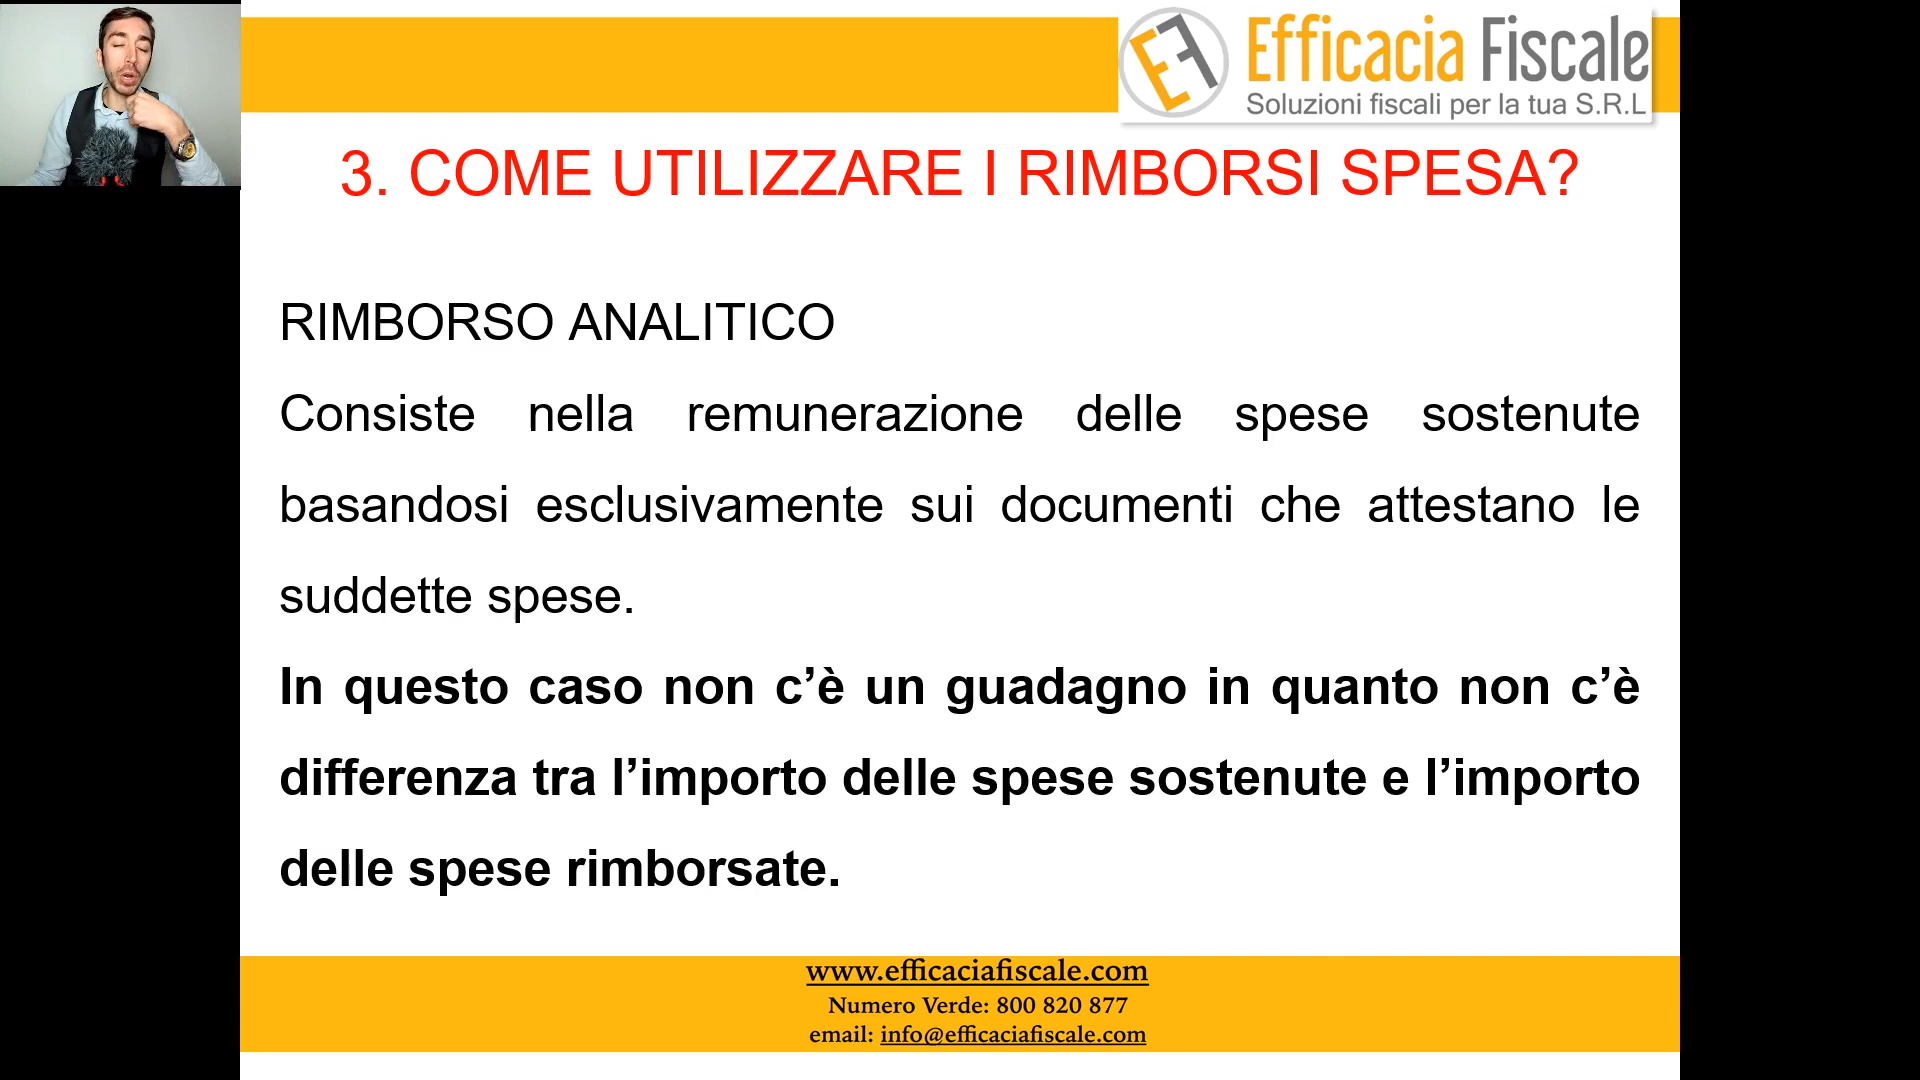 Efficacia Fiscale
Soluzioni fiscali per la tua S.R.L
3. COME UTILIZZARE I RIMBORSI SPESA?
RIMBORSO ANALITICO
Consiste nella remunerazione delle spese sostenute
basandosi esclusivamente sui documenti che attestano le
suddette spese.
In questo caso non c’è un guadagno in quanto non c’è
differenza tra l’importo delle spese sostenute e l’importo
delle spese rimborsate.
www.efficaciafiscale.com
Numero Verde: 800 820 877
email: info@efficaciafiscale.com